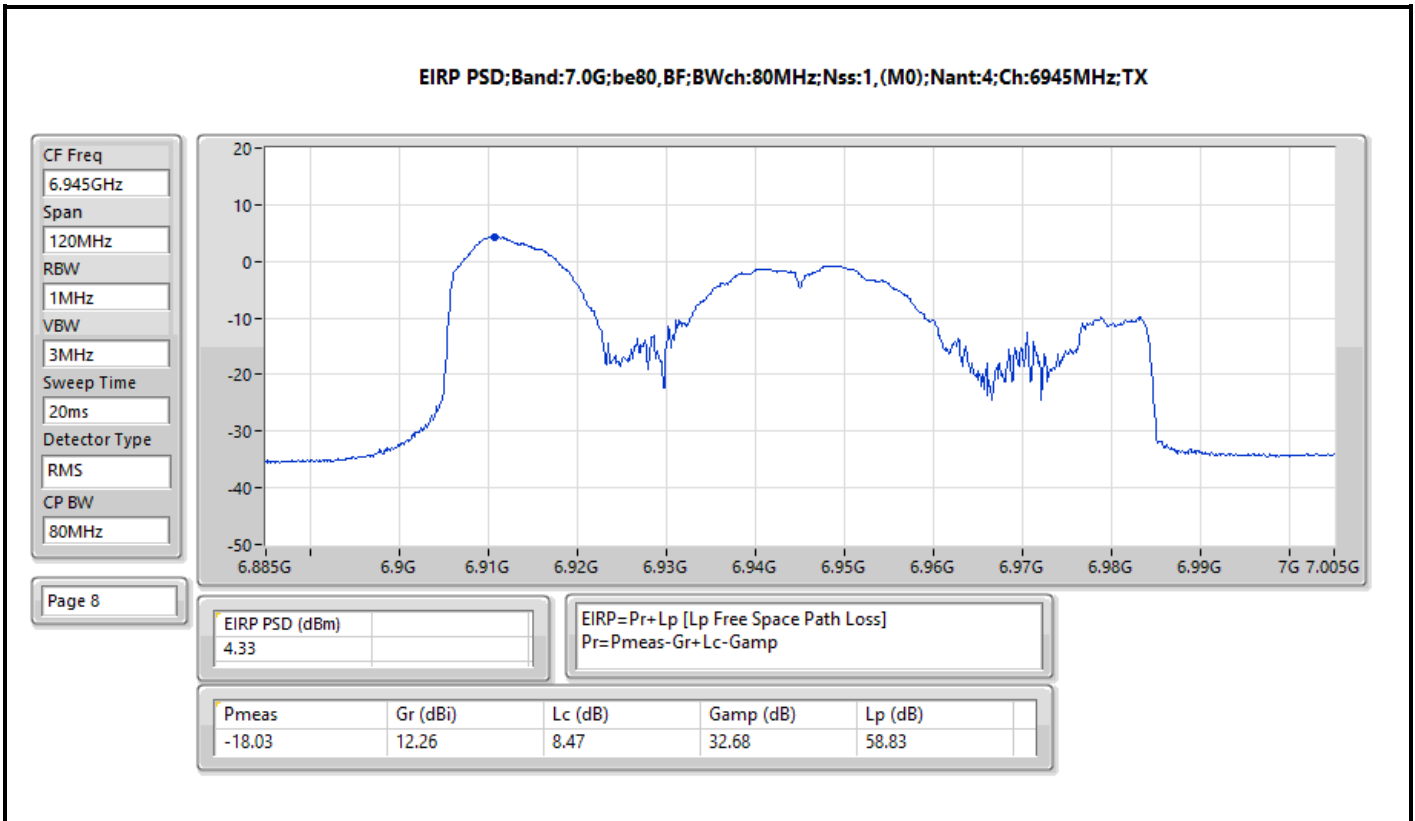 EIRP PSD;Band:7.0G;be80,BF;BWch:80MHz;Nss:1,(M0);Nant:4;Ch:6945MHz;TX
CF Freq
6.945GHz
Span
120MHz
RBW
1MHz
VBW
3MHz
Sweep Time
20ms
Detector Type
RMS
CP BW
80MHz
Page 8
20
10
0
-10
-20
-30
-40
-50
6.885G 6.9G 6.91G 6.92G 6.93G 6.94G 6.95G 6.96G 6.97G 6.98G 6.99G 7G 7.005G
EIRP PSD (dBm)
4.33
EIRP=Pr+Lp [Lp Free Space Path Loss]
Pr=Pmeas-Gr+Lc-Gamp
Pmeas Gr (dBi) Lc (dB) Gamp (dB) Lp (dB)
-18.03 12.26 8.47 32.68 58.83